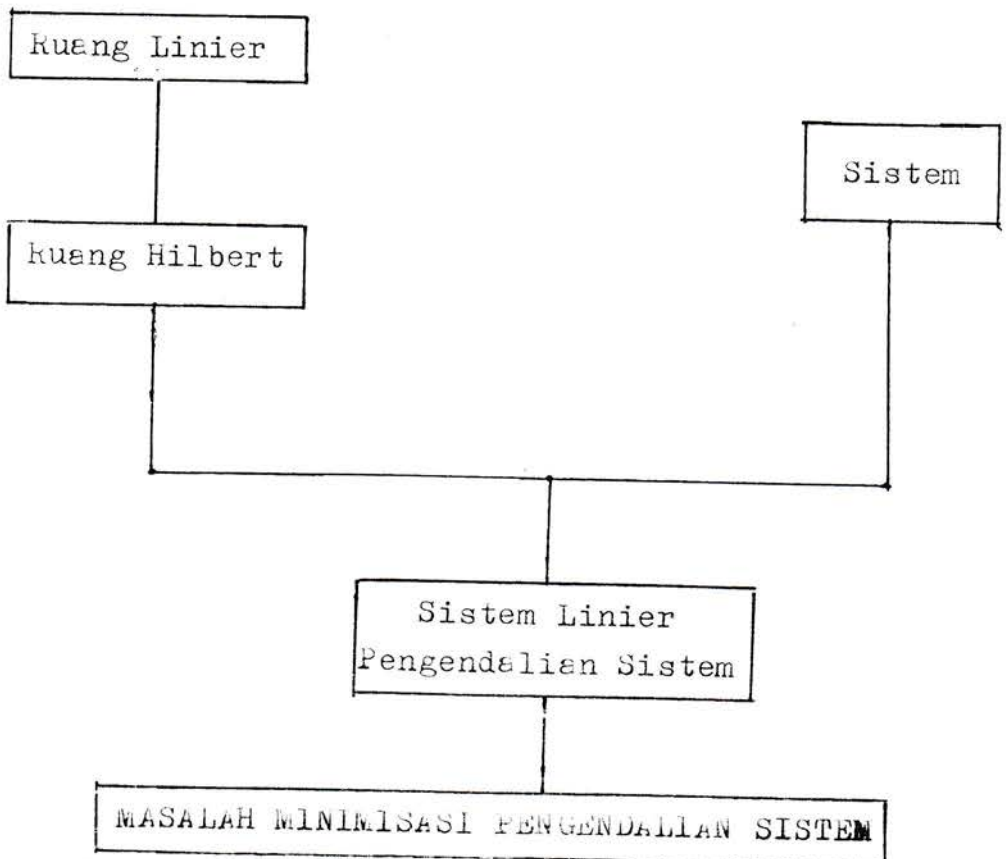 Ruang Linier
Sistem
Ruang Hilbert
Sistem Linier
Pengendalian Sistem
MASALAH MINIMISASI PENGENDALIAN SISTEM